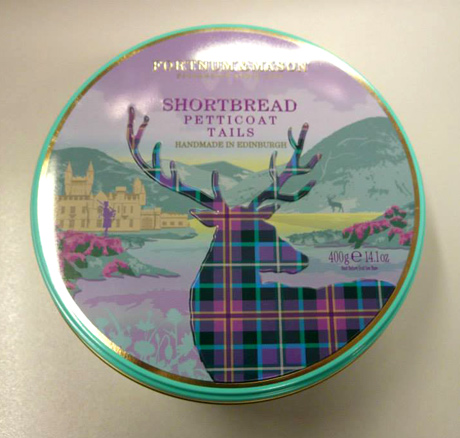 FORTNUM & MASON
SHORTBREAD
PETTICOAT
TAILS
HANDMADE IN EDINBURGH
400g ℮ 14.1oz